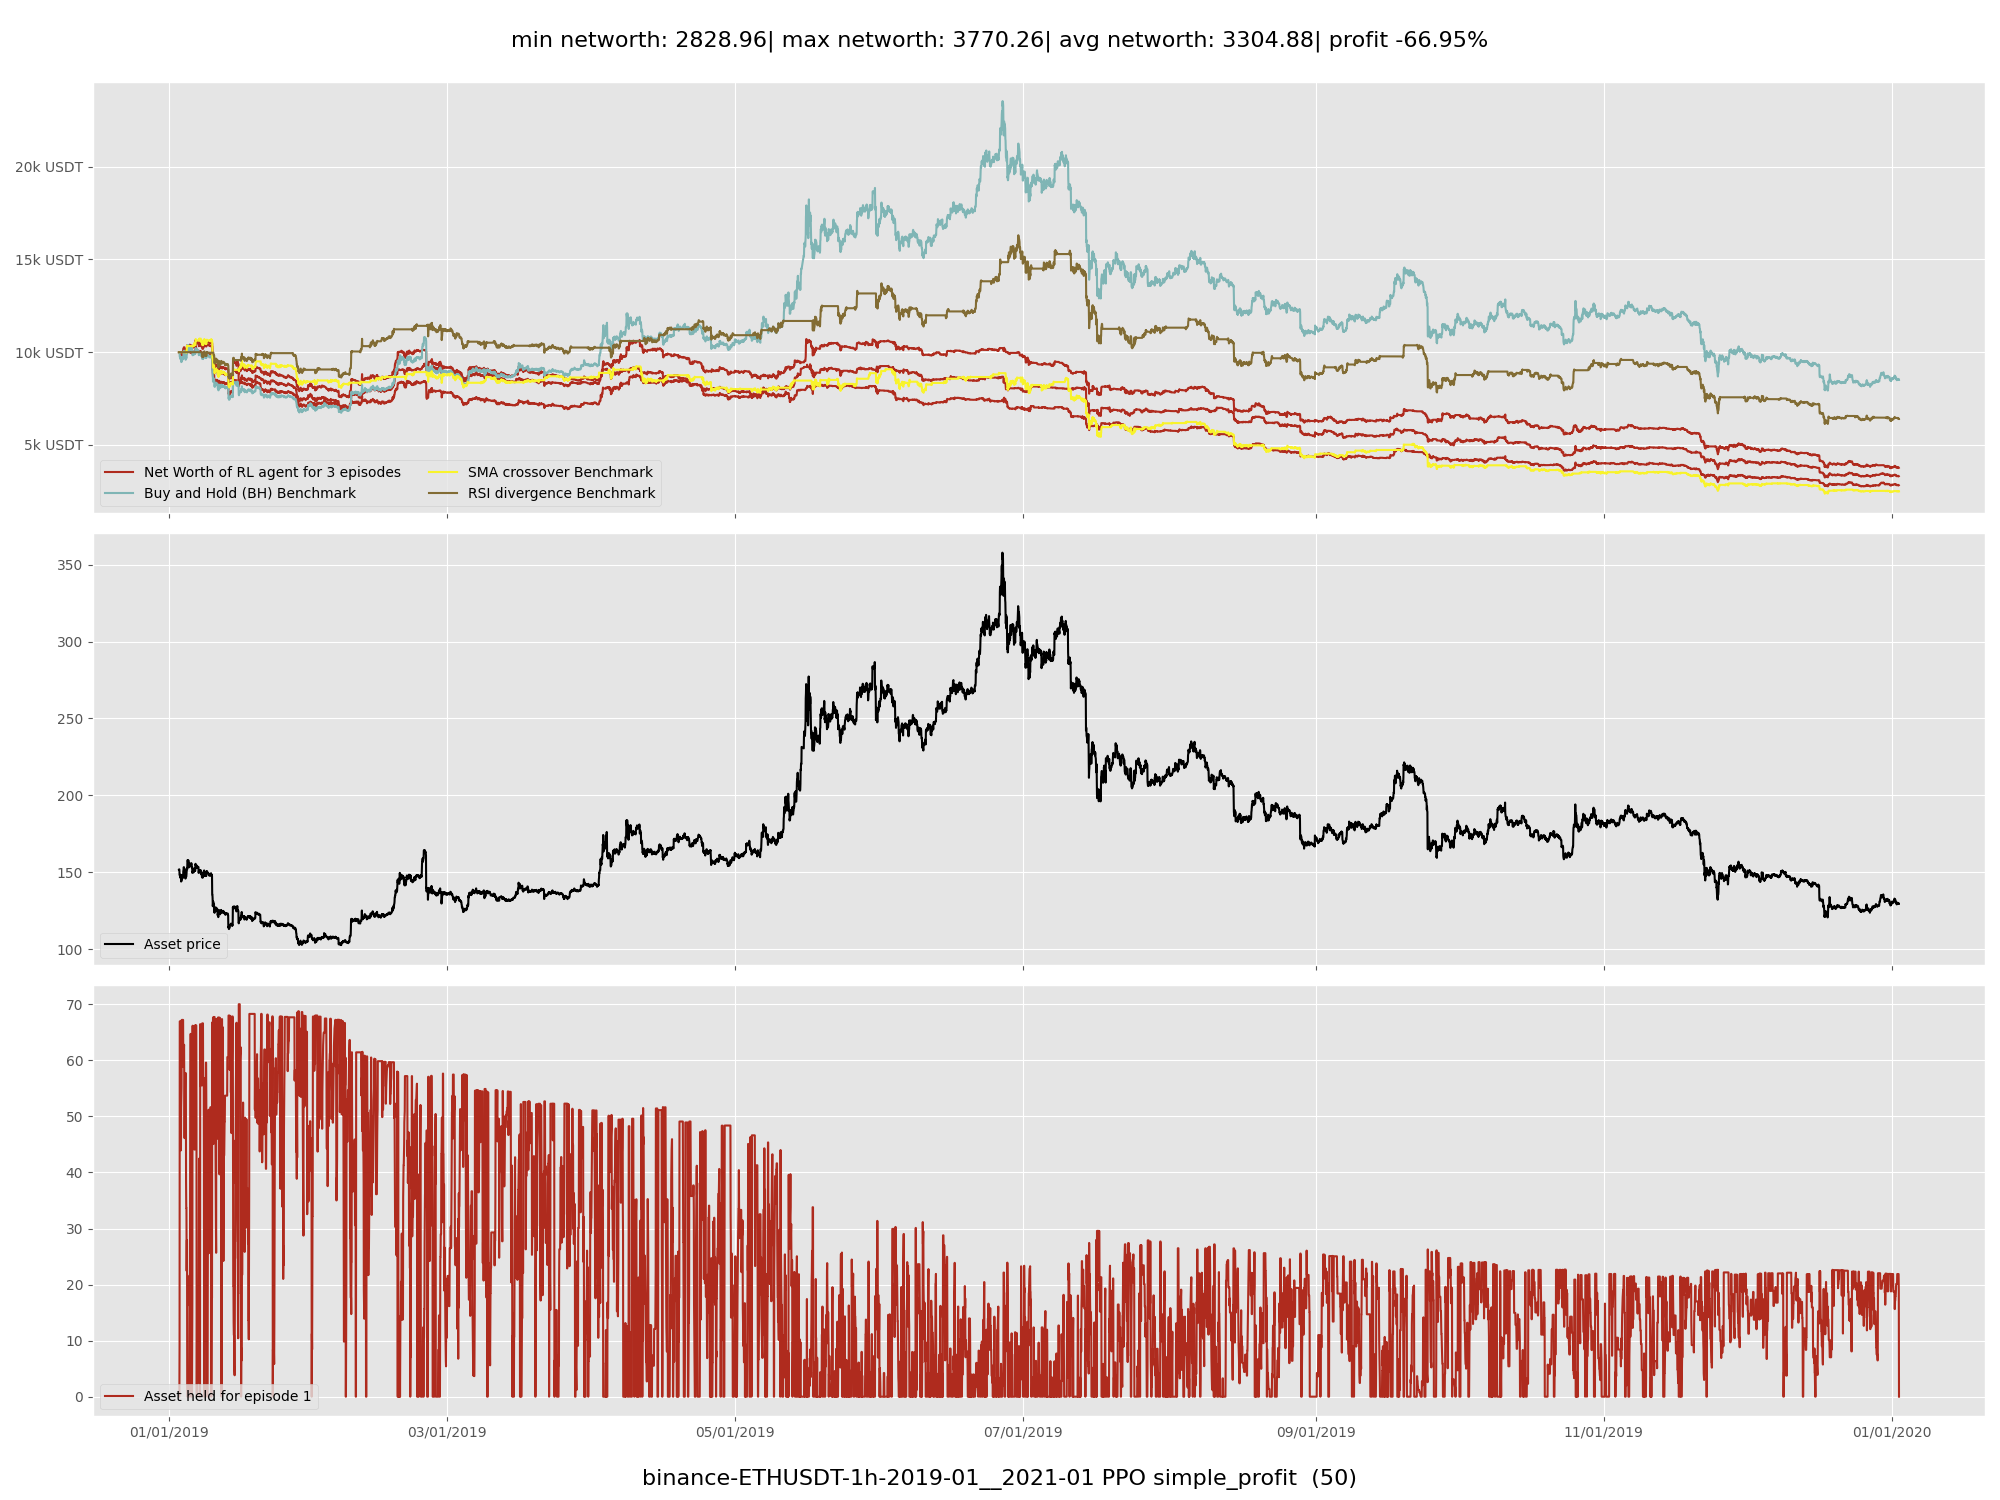 min networth: 2828.96| max networth: 3770.26| avg networth: 3304.88| profit -66.95%
20k USDT
15k USDT
10k USDT
5k USDT
Net Worth of RL agent for 3 episodes
Buy and Hold (BH) Benchmark
SMA crossover Benchmark
RSI divergence Benchmark
350
300
250
200
150
100
Asset price
70
60
50
40
30
20
10
0
Asset held for episode 1
01/01/2019
03/01/2019
05/01/2019
07/01/2019
09/01/2019
11/01/2019
01/01/2020
binance-ETHUSDT-1h-2019-01__2021-01 PPO simple_profit  (50)